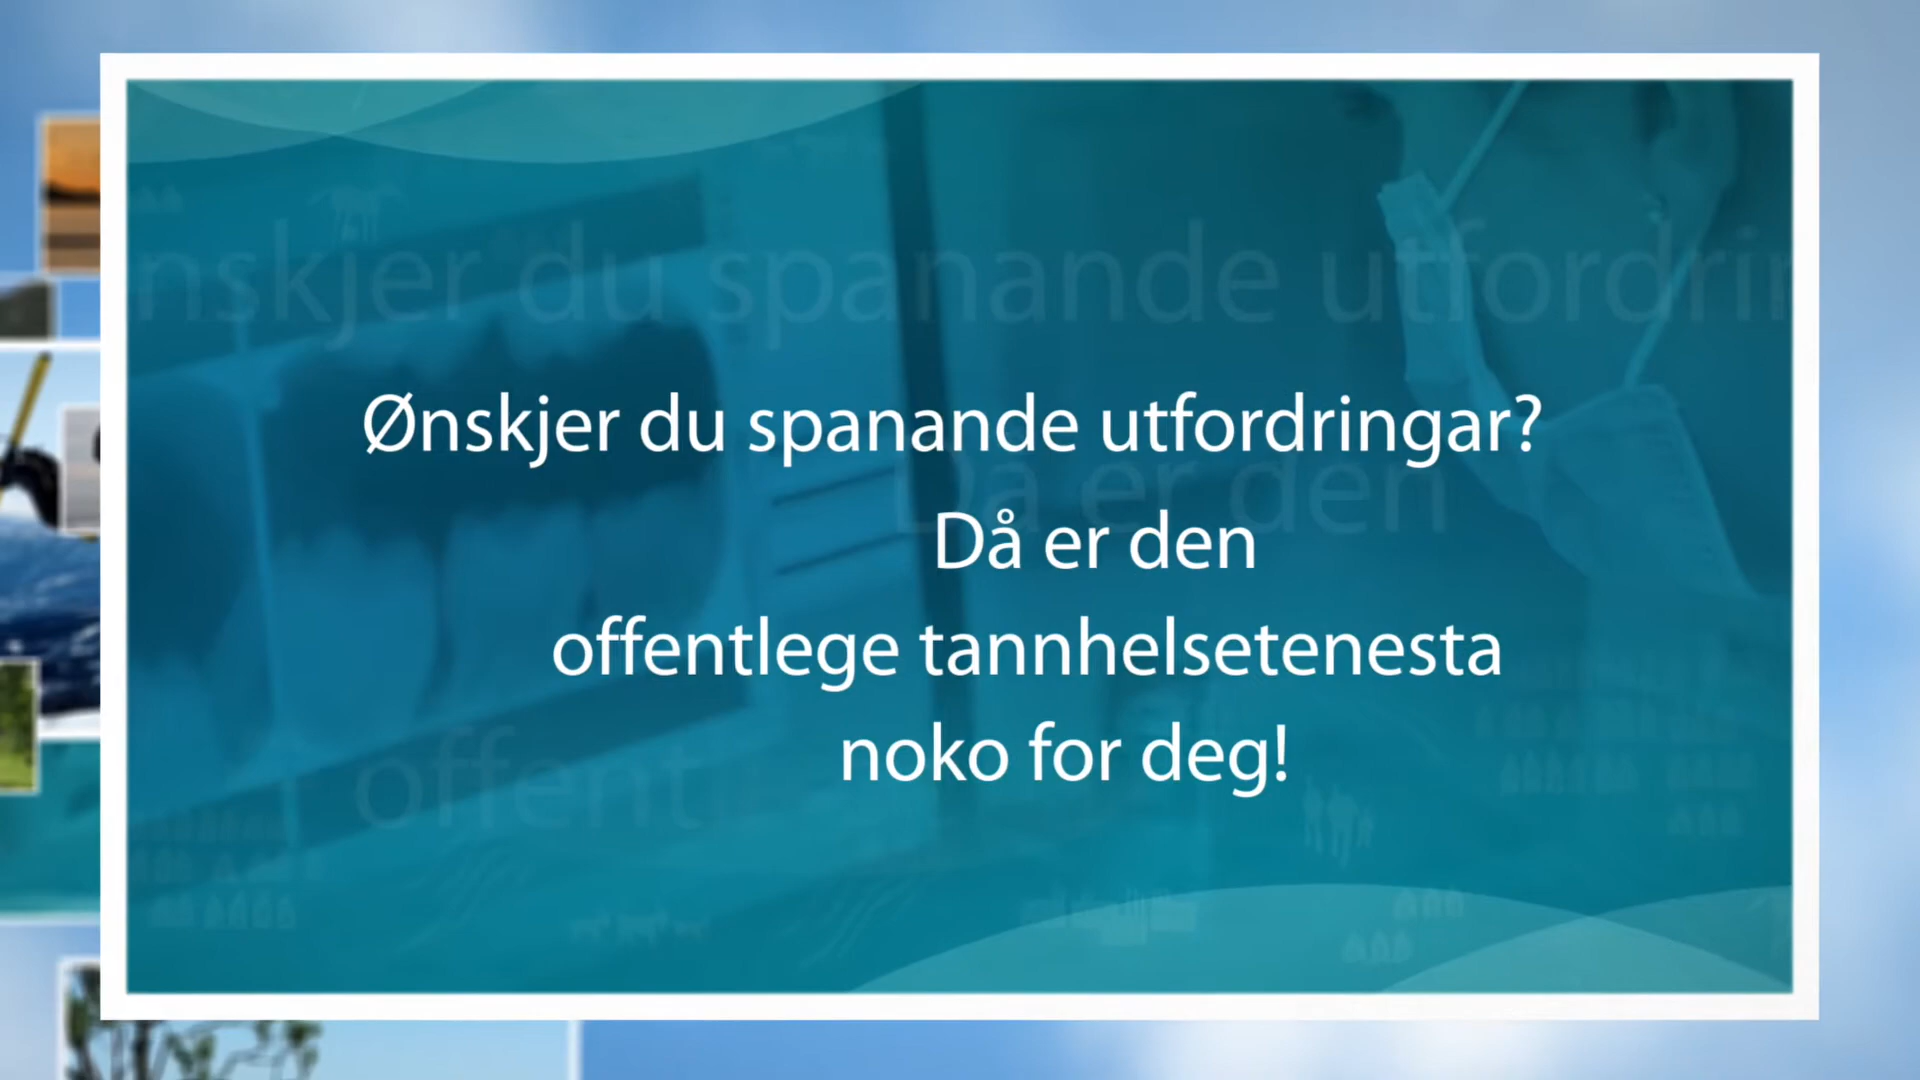 Ønskjer du spanande utfordringar?
Då er den
offentlege tannhelsetenesta
noko for deg!